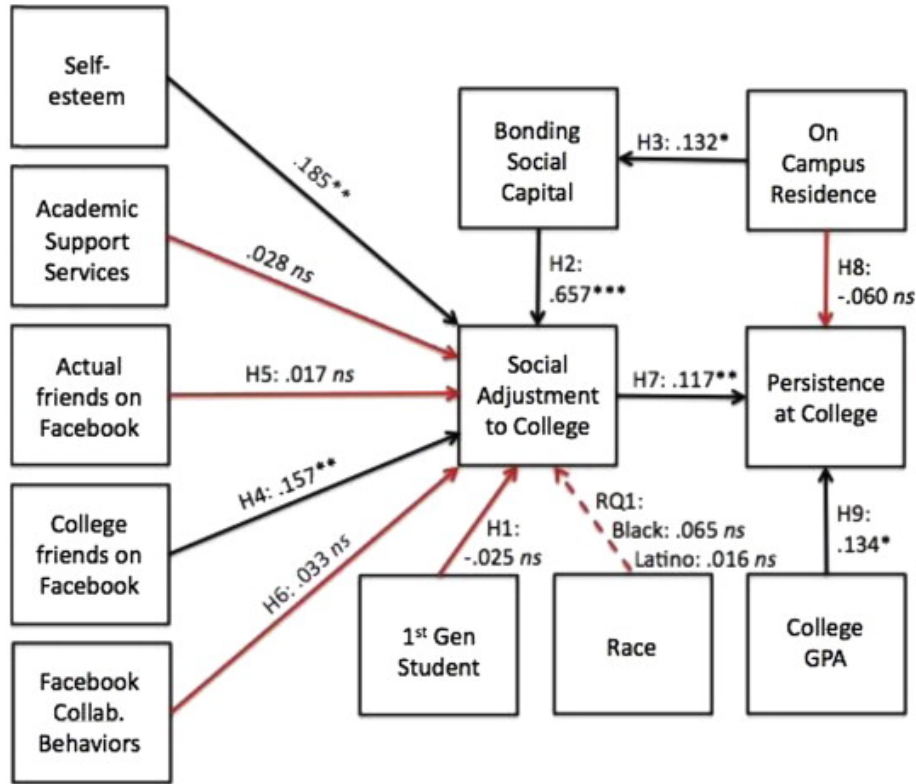 Self-
esteem
Academic
Support
Services
Actual
friends on
Facebook
College
friends on
Facebook
Facebook
Collab.
Behaviors
.185**
.028 ns
H5: .017 ns
H4: .157**
H6: .033 ns
Bonding
Social
Capital
H3: .132*
On
Campus
Residence
H2:
.657***
H8:
-.060 ns
Social
Adjustment
to College
H7: .117**
Persistence
at College
H1:
-.025 ns
RQ1:
Black: .065 ns
Latino: .016 ns
H9:
.134*
1st Gen
Student
Race
College
GPA